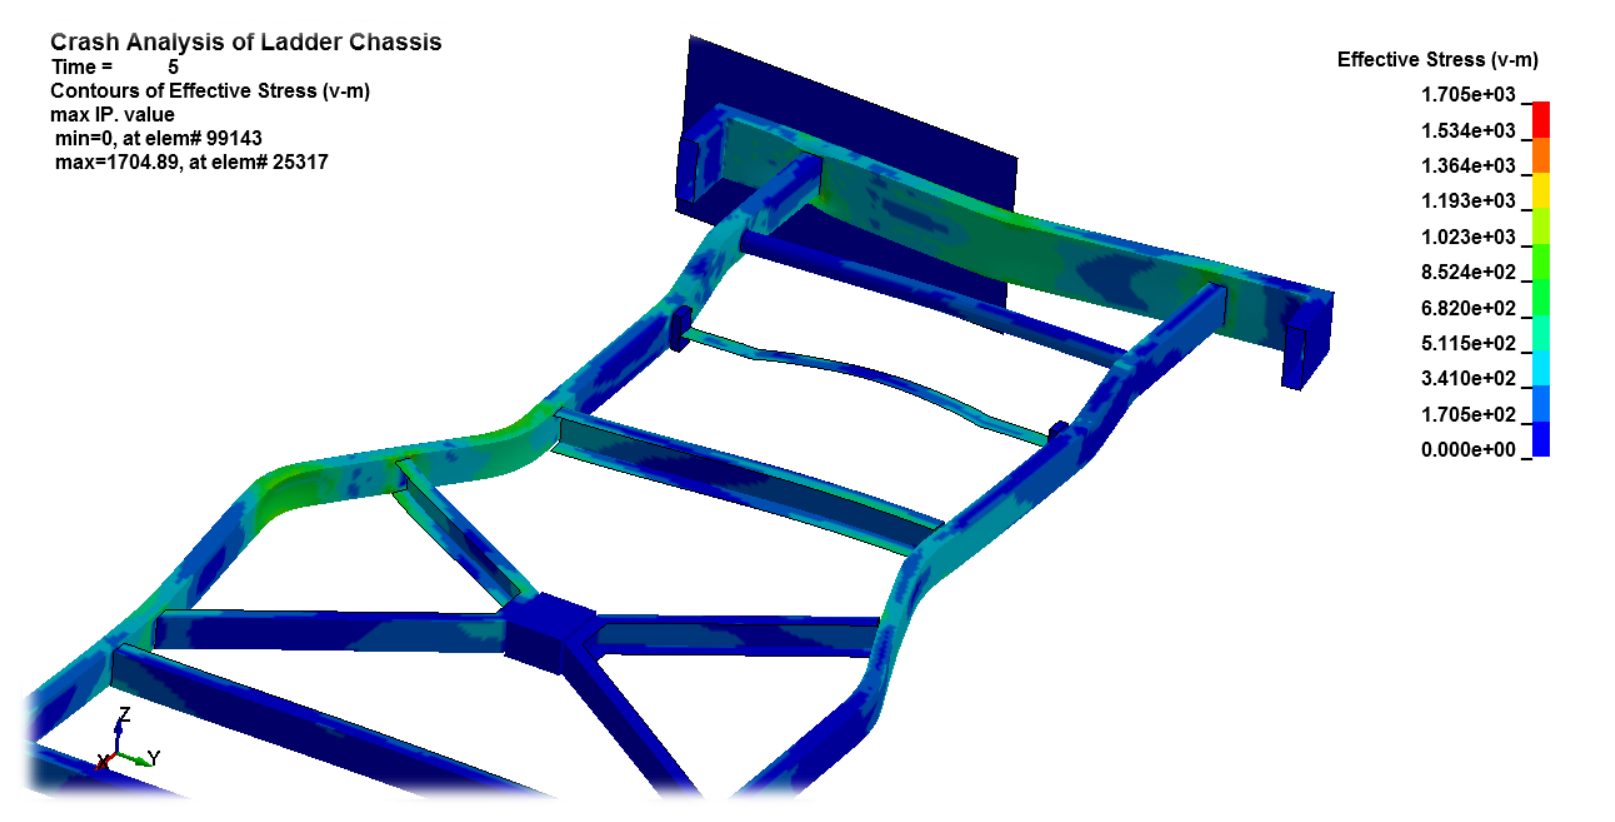 Crash Analysis of Ladder Chassis
Time = 5
Contours of Effective Stress (v-m)
max IP. value
min=0, at elem# 99143
max=1704.89, at elem# 25317
Effective Stress (v-m)
1.705e+03
1.534e+03
1.364e+03
1.193e+03
1.023e+03
8.524e+02
6.820e+02
5.115e+02
3.410e+02
1.705e+02
0.000e+00
Z
X
Y